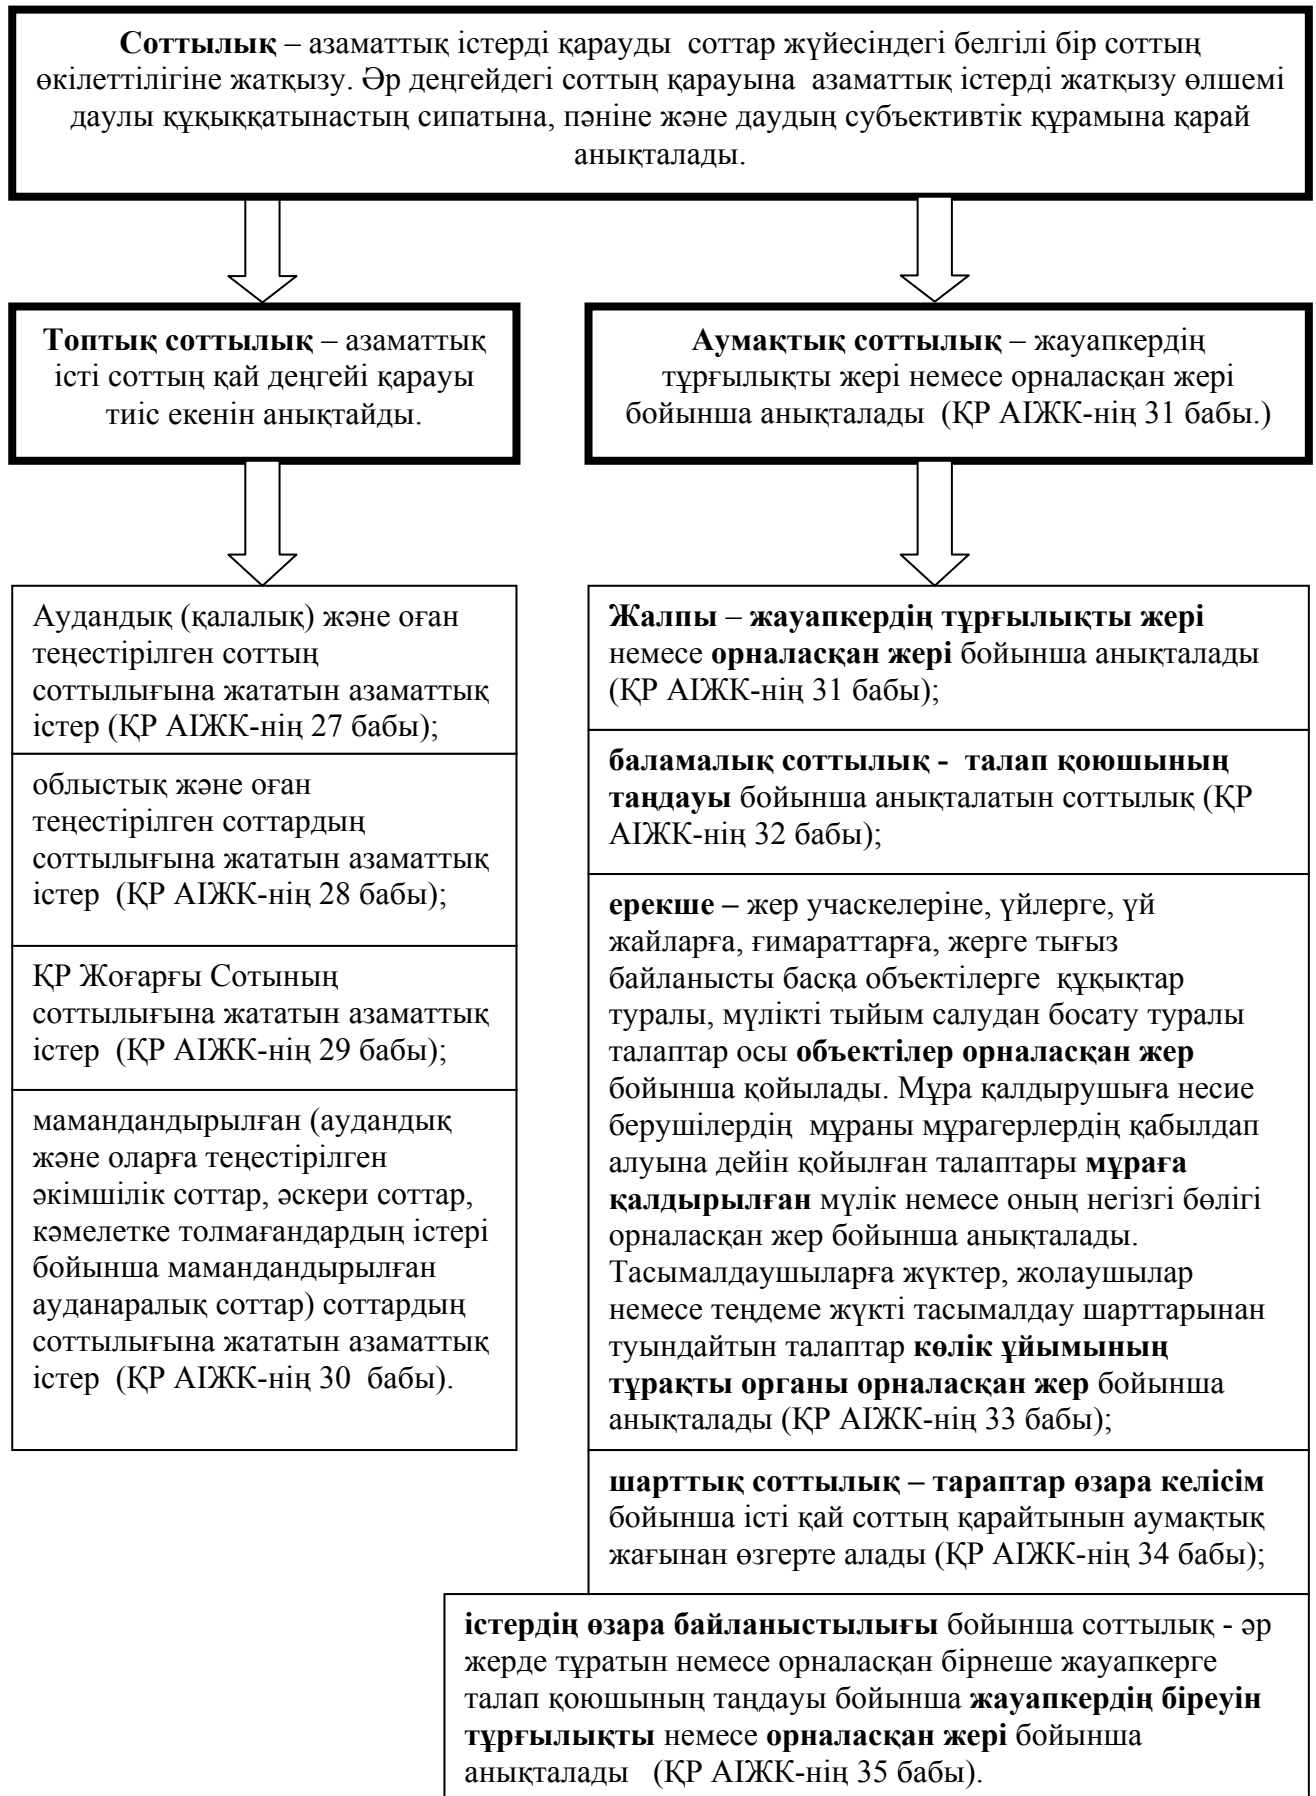 Соттылық – азаматтық істерді қарауды соттар жүйесіндегі белгілі бір соттың
өкілеттілігіне жатқызу. Әр деңгейдегі соттың қарауына азаматтық істерді жатқызу өлшемі
даулы құқыққатынастың сипатына, пәніне және даудың субъективтік құрамына қарай
анықталады.
Топтық соттылық – азаматтық
істі соттың қай деңгейі қарауы
тиіс екенін анықтайды.
Аумақтық соттылық – жауапкердің
тұрғылықты жері немесе орналасқан жері
бойынша анықталады (ҚР АІЖК-нің 31 бабы.)
Аудандық (қалалық) және оған
теңестірілген соттың
соттылығына жататын азаматтық
істер (ҚР АІЖК-нің 27 бабы);
облыстық және оған
теңестірілген соттардың
соттылығына жататын азаматтық
істер (ҚР АІЖК-нің 28 бабы);
ҚР Жоғарғы Сотының
соттылығына жататын азаматтық
істер (ҚР АІЖК-нің 29 бабы);
мамандандырылған (аудандық
және оларға теңестірілген
әкімшілік соттар, әскери соттар,
кәмелетке толмағандардың істері
бойынша мамандандырылған
ауданаралық соттар) соттардың
соттылығына жататын азаматтық
істер (ҚР АІЖК-нің 30 бабы).
Жалпы – жауапкердің тұрғылықты жері
немесе орналасқан жері бойынша анықталады
(ҚР АІЖК-нің 31 бабы);
баламалық соттылық - талап қоюшының
таңдауы бойынша анықталатын соттылық (ҚР
АІЖК-нің 32 бабы);
ерекше – жер учаскелеріне, үйлерге, үй
жайларға, ғимараттарға, жерге тығыз
байланысты басқа объектілерге құқықтар
туралы, мүлікті тыйым салудан босату туралы
талаптар осы объектілер орналасқан жер
бойынша қойылады. Мұра қалдырушыға несие
берушілердің мұраны мұрагерлердің қабылдап
алуына дейін қойылған талаптары мұраға
қалдырылған мүлік немесе оның негізгі бөлігі
орналасқан жер бойынша анықталады.
Тасымалдаушыларға жүктер, жолаушылар
немесе теңдеме жүкті тасымалдау шарттарынан
туындайтын талаптар көлік ұйымының
тұрақты органы орналасқан жер бойынша
анықталады (ҚР АІЖК-нің 33 бабы);
шарттық соттылық – тараптар өзара келісім
бойынша істі қай соттың қарайтынын аумақтық
жағынан өзгерте алады (ҚР АІЖК-нің 34 бабы);
істердің өзара байланыстылығы бойынша соттылық - әр
жерде тұратын немесе орналасқан бірнеше жауапкерге
талап қоюшының таңдауы бойынша жауапкердің біреуін
тұрғылықты немесе орналасқан жері бойынша
анықталады (ҚР АІЖК-нің 35 бабы).